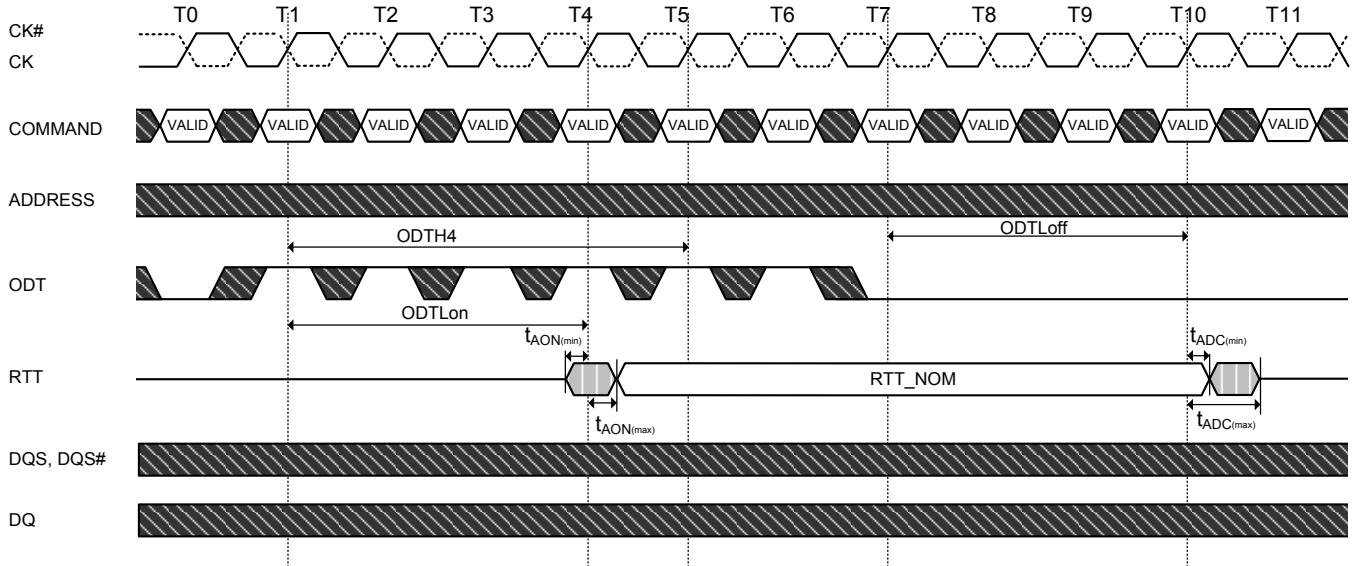 T0 T1 T2 T3 T4 T5 T6 T7 T8 T9 T10 T11
CK#
CK
COMMAND VALID VALID VALID VALID VALID VALID VALID VALID VALID VALID VALID VALID
ADDRESS
ODTH4 ODTLoff
ODT
ODTLon
tAON(min) tADC(min)
RTT RTT_NOM
tAON(max) tADC(max)
DQS, DQS#
DQ